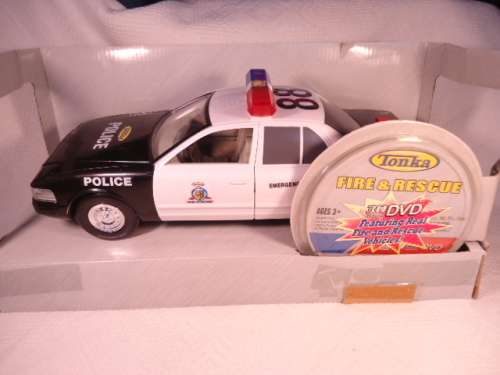 POLICE
88
POLICE
EMERGEN
Tonka
FIRE & RESCUE
AGES 3+
DVD
Featuring Real
Fire and Rescue
Vehicles